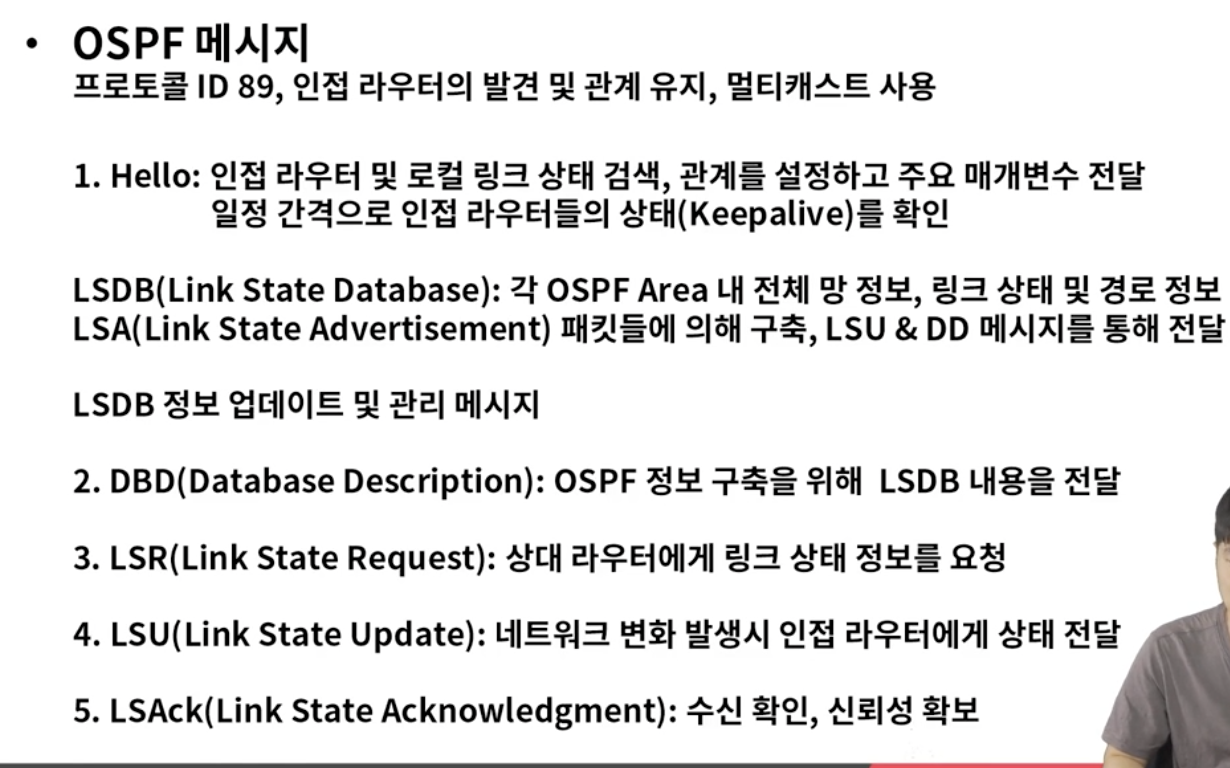 • OSPF 메시지
프로토콜 ID 89, 인접 라우터의 발견 및 관계 유지, 멀티캐스트 사용
1. Hello: 인접 라우터 및 로컬 링크 상태 검색, 관계를 설정하고 주요 매개변수 전달
일정 간격으로 인접 라우터들의 상태(Keepalive)를 확인
LSDB(Link State Database): 각 OSPF Area 내 전체 망 정보, 링크 상태 및 경로 정보
LSA(Link State Advertisement) 패킷들에 의해 구축, LSU & DD 메시지를 통해 전달
LSDB 정보 업데이트 및 관리 메시지
2. DBD(Database Description): OSPF 정보 구축을 위해 LSDB 내용을 전달
3. LSR(Link State Request): 상대 라우터에게 링크 상태 정보를 요청
4. LSU(Link State Update): 네트워크 변화 발생시 인접 라우터에게 상태 전달
5. LSAck(Link State Acknowledgment): 수신 확인, 신뢰성 확보